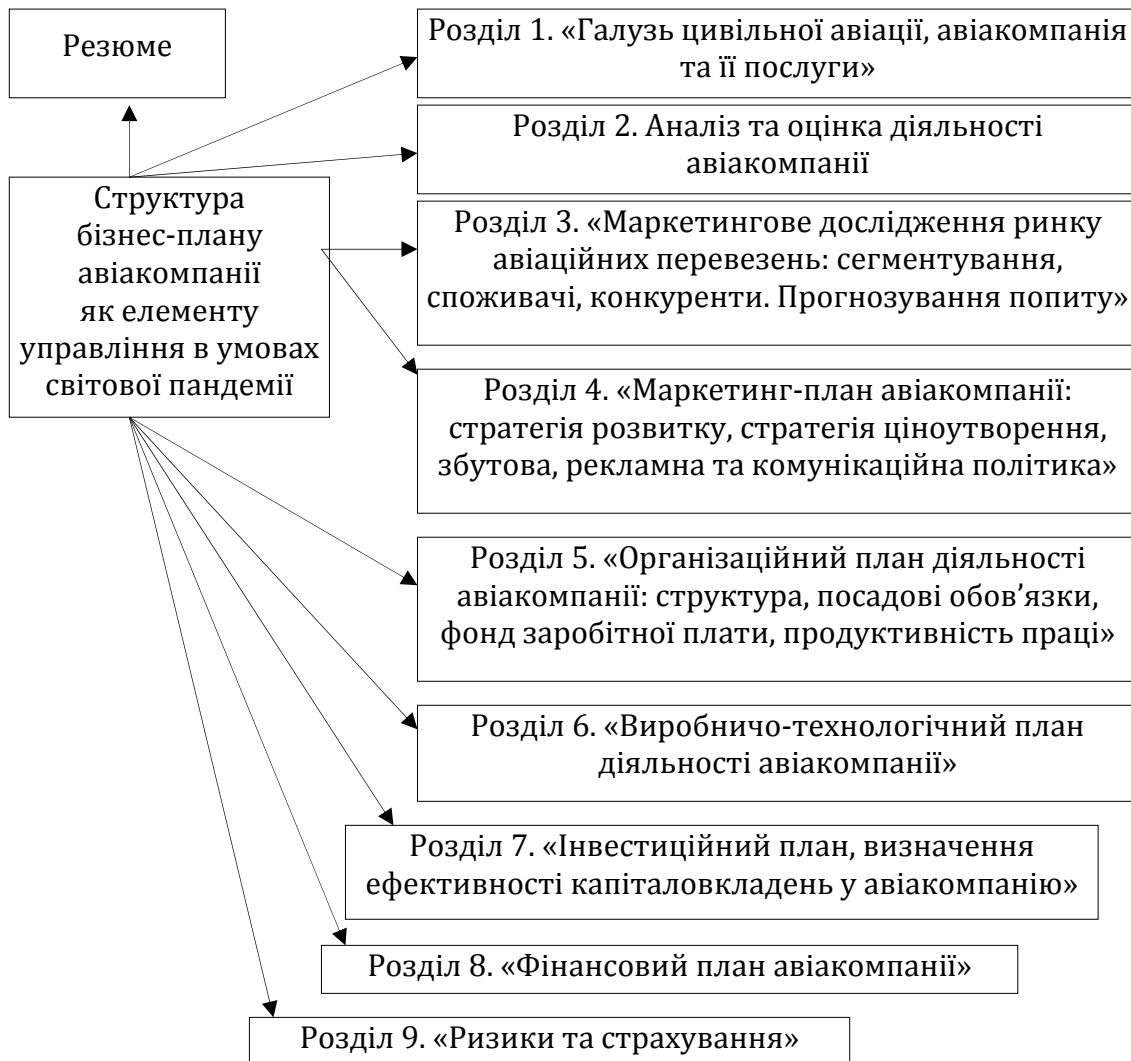 Резюме
Розділ 1. «Галузь цивільної авіації, авіакомпанія
та її послуги»
Розділ 2. Аналіз та оцінка діяльності
авіакомпанії
Структура
бізнес-плану
авіакомпанії
як елементу
управління в умовах
світової пандемії
Розділ 3. «Маркетингове дослідження ринку
авіаційних перевезень: сегментування,
споживачі, конкуренти. Прогнозування попиту»
Розділ 4. «Маркетинг-план авіакомпанії:
стратегія розвитку, стратегія ціноутворення,
збутова, рекламна та комунікаційна політика»
Розділ 5. «Організаційний план діяльності
авіакомпанії: структура, посадові обов’язки,
фонд заробітної плати, продуктивність праці»
Розділ 6. «Виробничо-технологічний план
діяльності авіакомпанії»
Розділ 7. «Інвестиційний план, визначення
ефективності капіталовкладень у авіакомпанію»
Розділ 8. «Фінансовий план авіакомпанії»
Розділ 9. «Ризики та страхування»